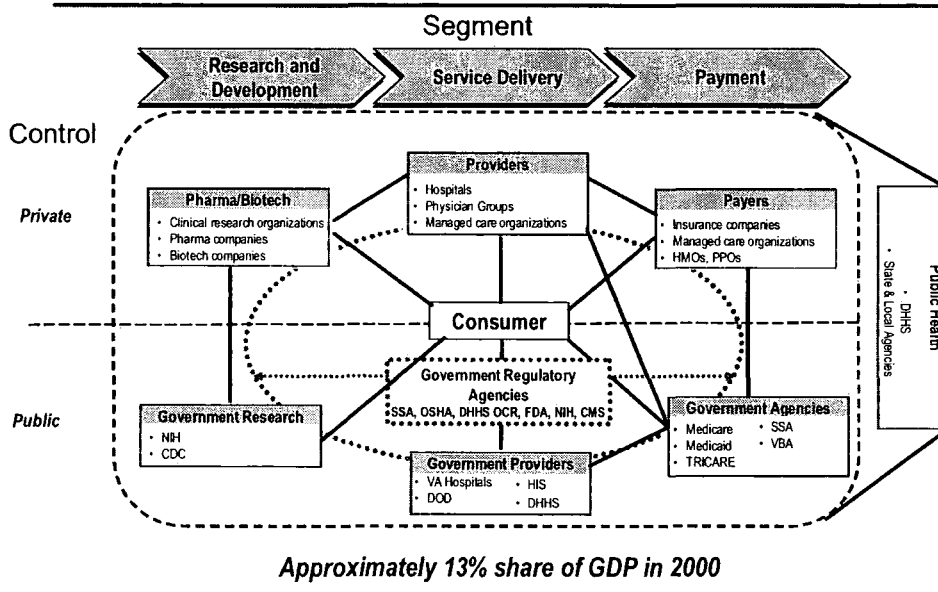 Segment
Research and
Development
Service Delivery
Payment
Control
Private
Public
Providers
• Hospitals
• Physician Groups
• Managed care organizations
Pharma/Biotech
• Clinical research organizations
• Pharma companies
• Biotech companies
Payers
• Insurance companies
• Managed care organizations
• HMOs, PPOs
Consumer
Government Regulatory
Agencies
SSA, OSHA, DHHS OCR, FDA, NIH, CMS
Government Research
• NIH
• CDC
Government Providers
• VA Hospitals
• DOD
• HIS
• DHHS
Government Agencies
• Medicare
• Medicaid
• TRICARE
• SSA
• VBA
Public Health
• DHHS
• State & Local Agencies
Approximately 13% share of GDP in 2000